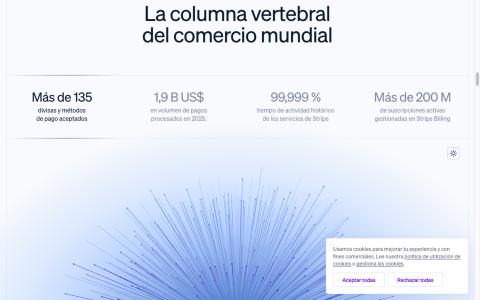 La columna vertebral
del comercio mundial
Más de 135
divisas y métodos
de pago aceptados
1,9 B US$
en volumen de pagos
procesados en 2025.
99,999 %
tiempo de actividad histórico
de los servicios de Stripe
Más de 200 M
de suscripciones activas
gestionadas en Stripe Billing
Usamos cookies para mejorar tu experiencia y con
fines comerciales. Lee nuestra política de utilización de
cookies o gestiona las cookies.
Aceptar todas
Rechazar todas